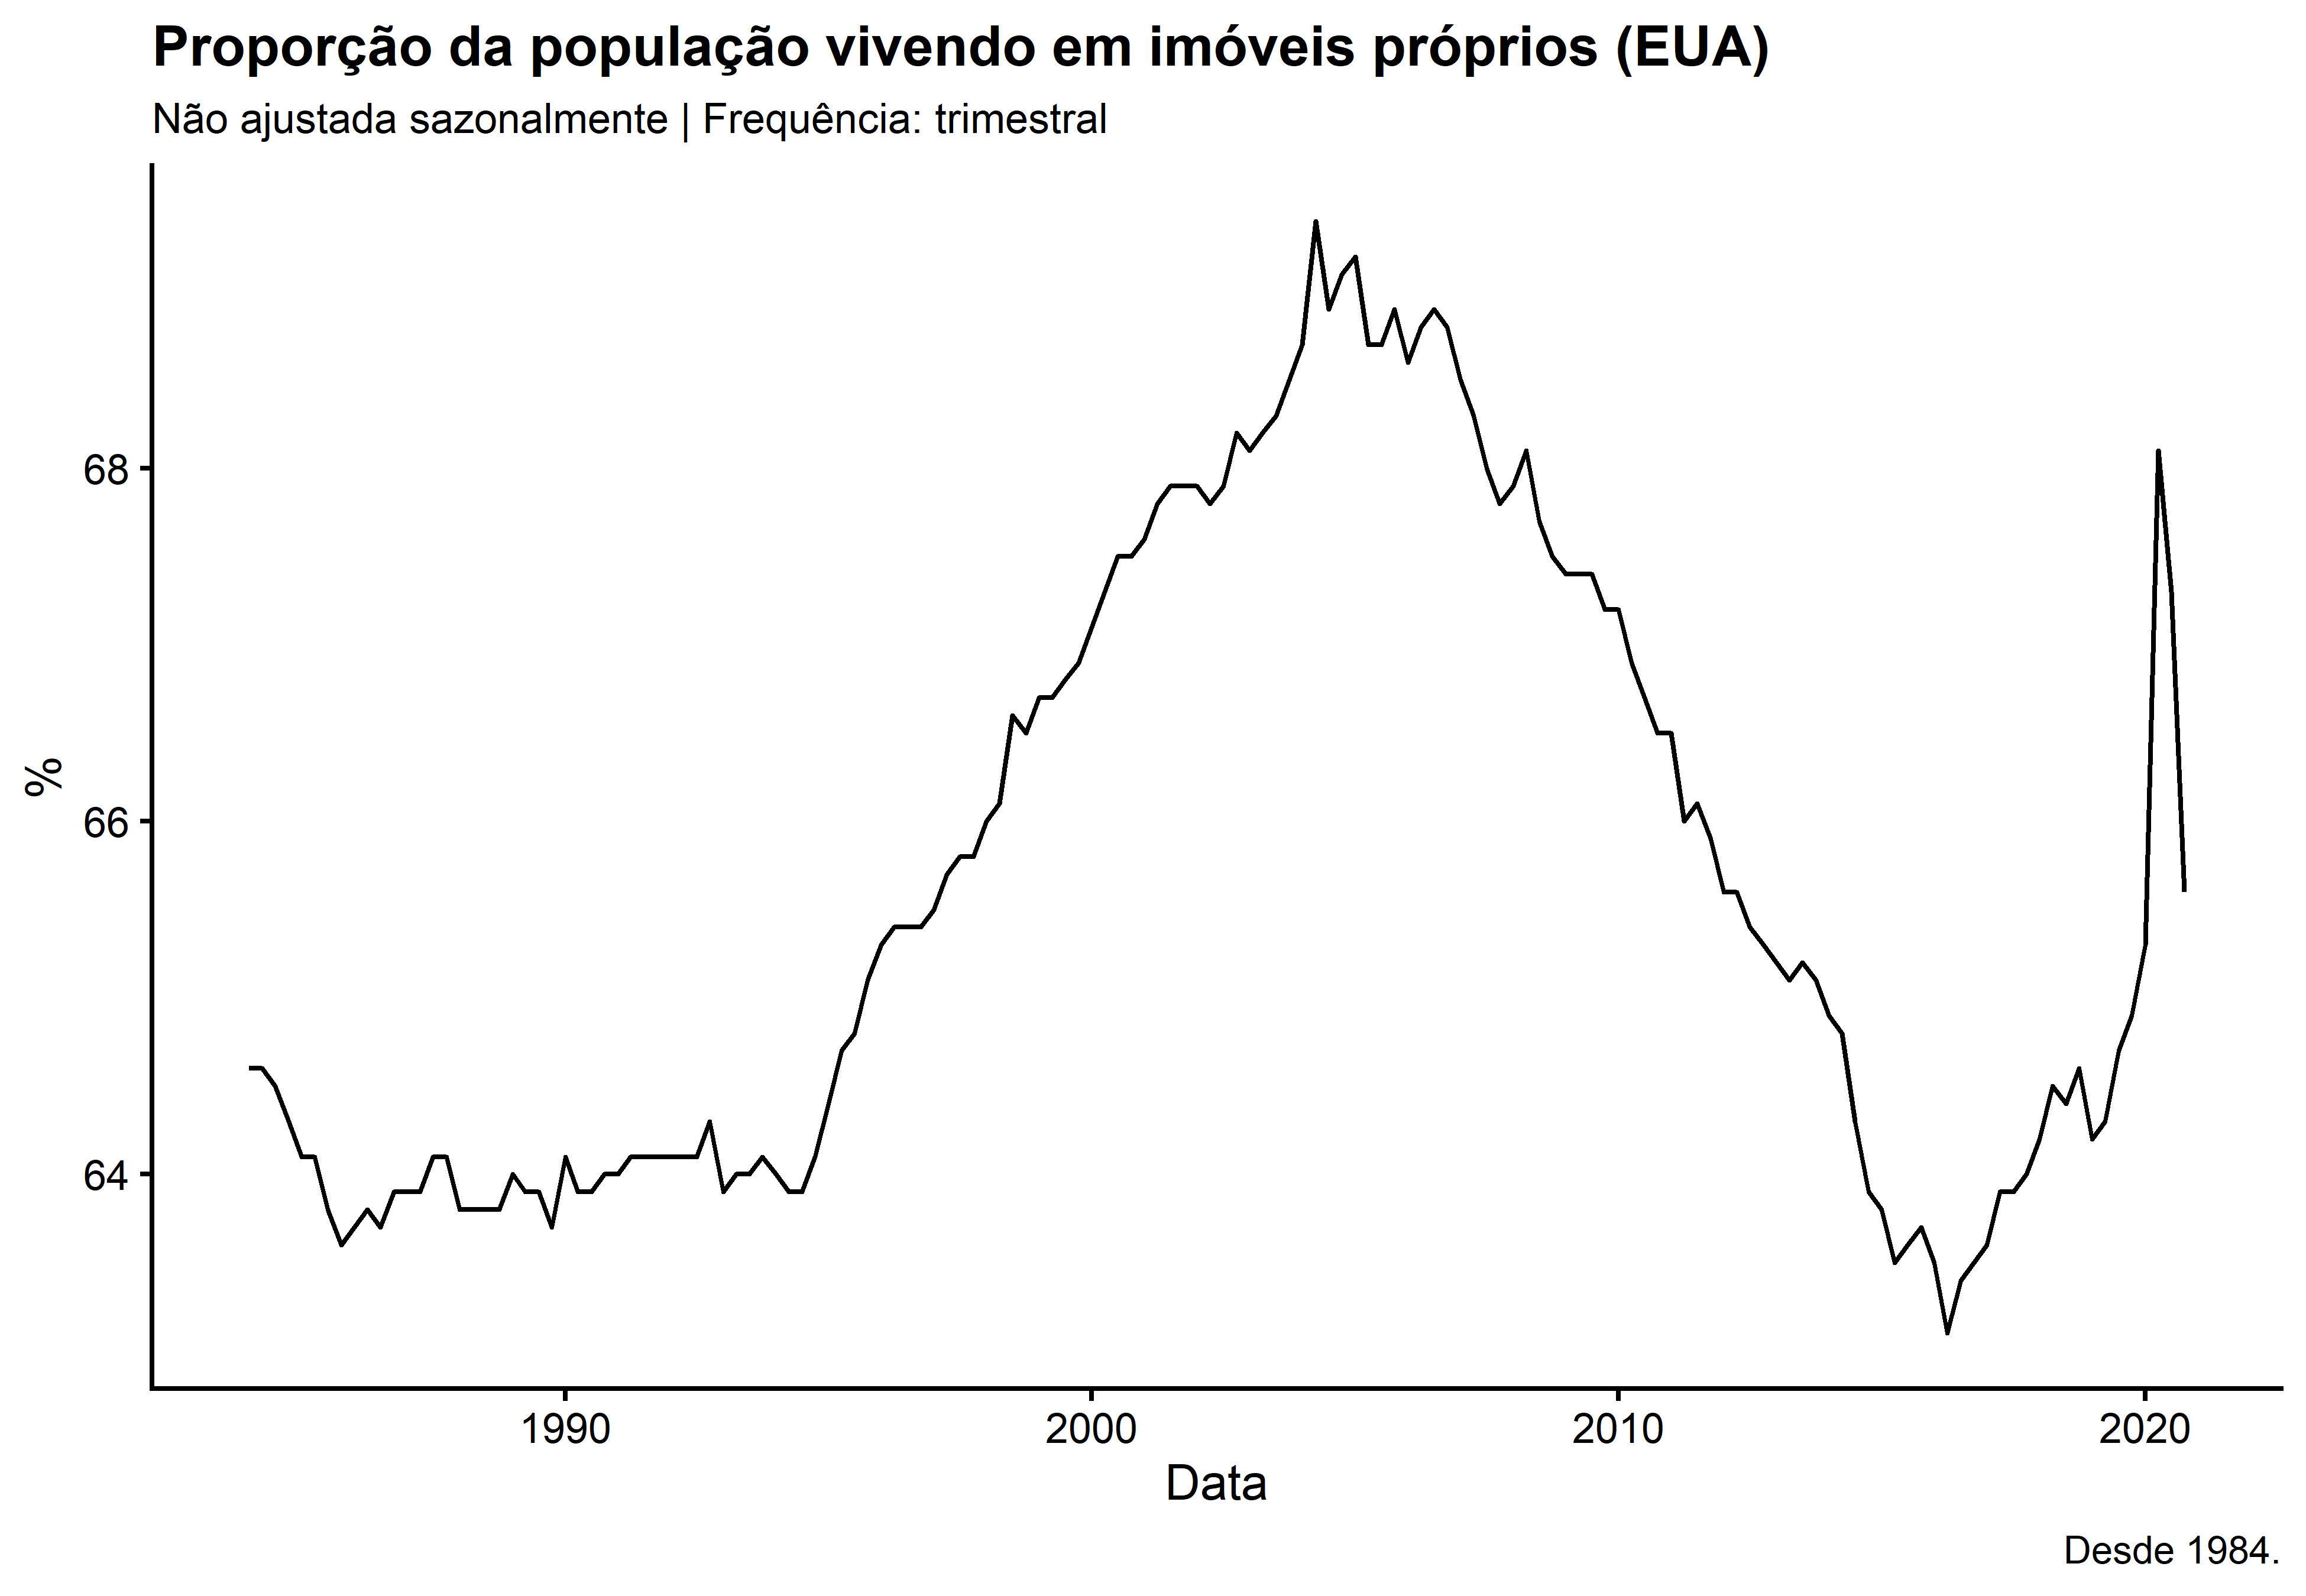 Proporção da população vivendo em imóveis próprios (EUA)
Não ajustada sazonalmente | Frequência: trimestral
%
68
66
64
1990 2000 2010 2020
Data
Desde 1984.